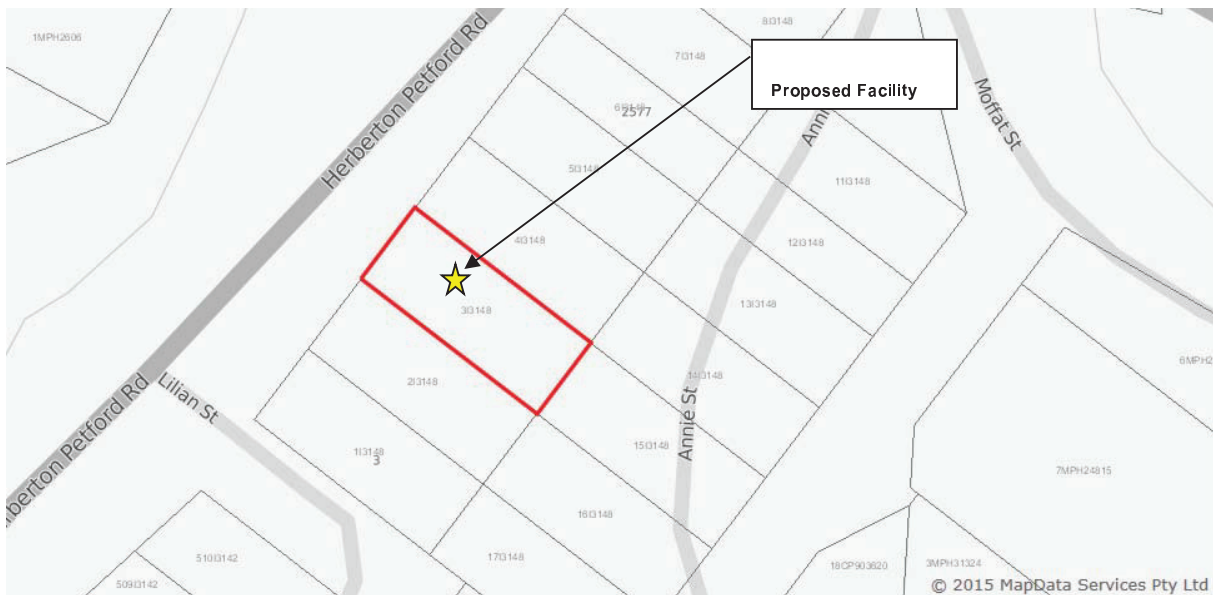 1MPH2606
Herberton Petford Rd
8I3148
7I3148
Proposed Facility
Moffat St
2577
5I3148
11I3148
4I3148
12I3148
3I3148
13I3148
2I3148
14I3148
6MPH2
Lilian St
Annie St
15I3148
1I3148
3
7MPH24815
berton Petford Rd
16I3148
510I3142
17I3148
509I3142
18CP903620
3MPH31324
© 2015 MapData Services Pty Ltd